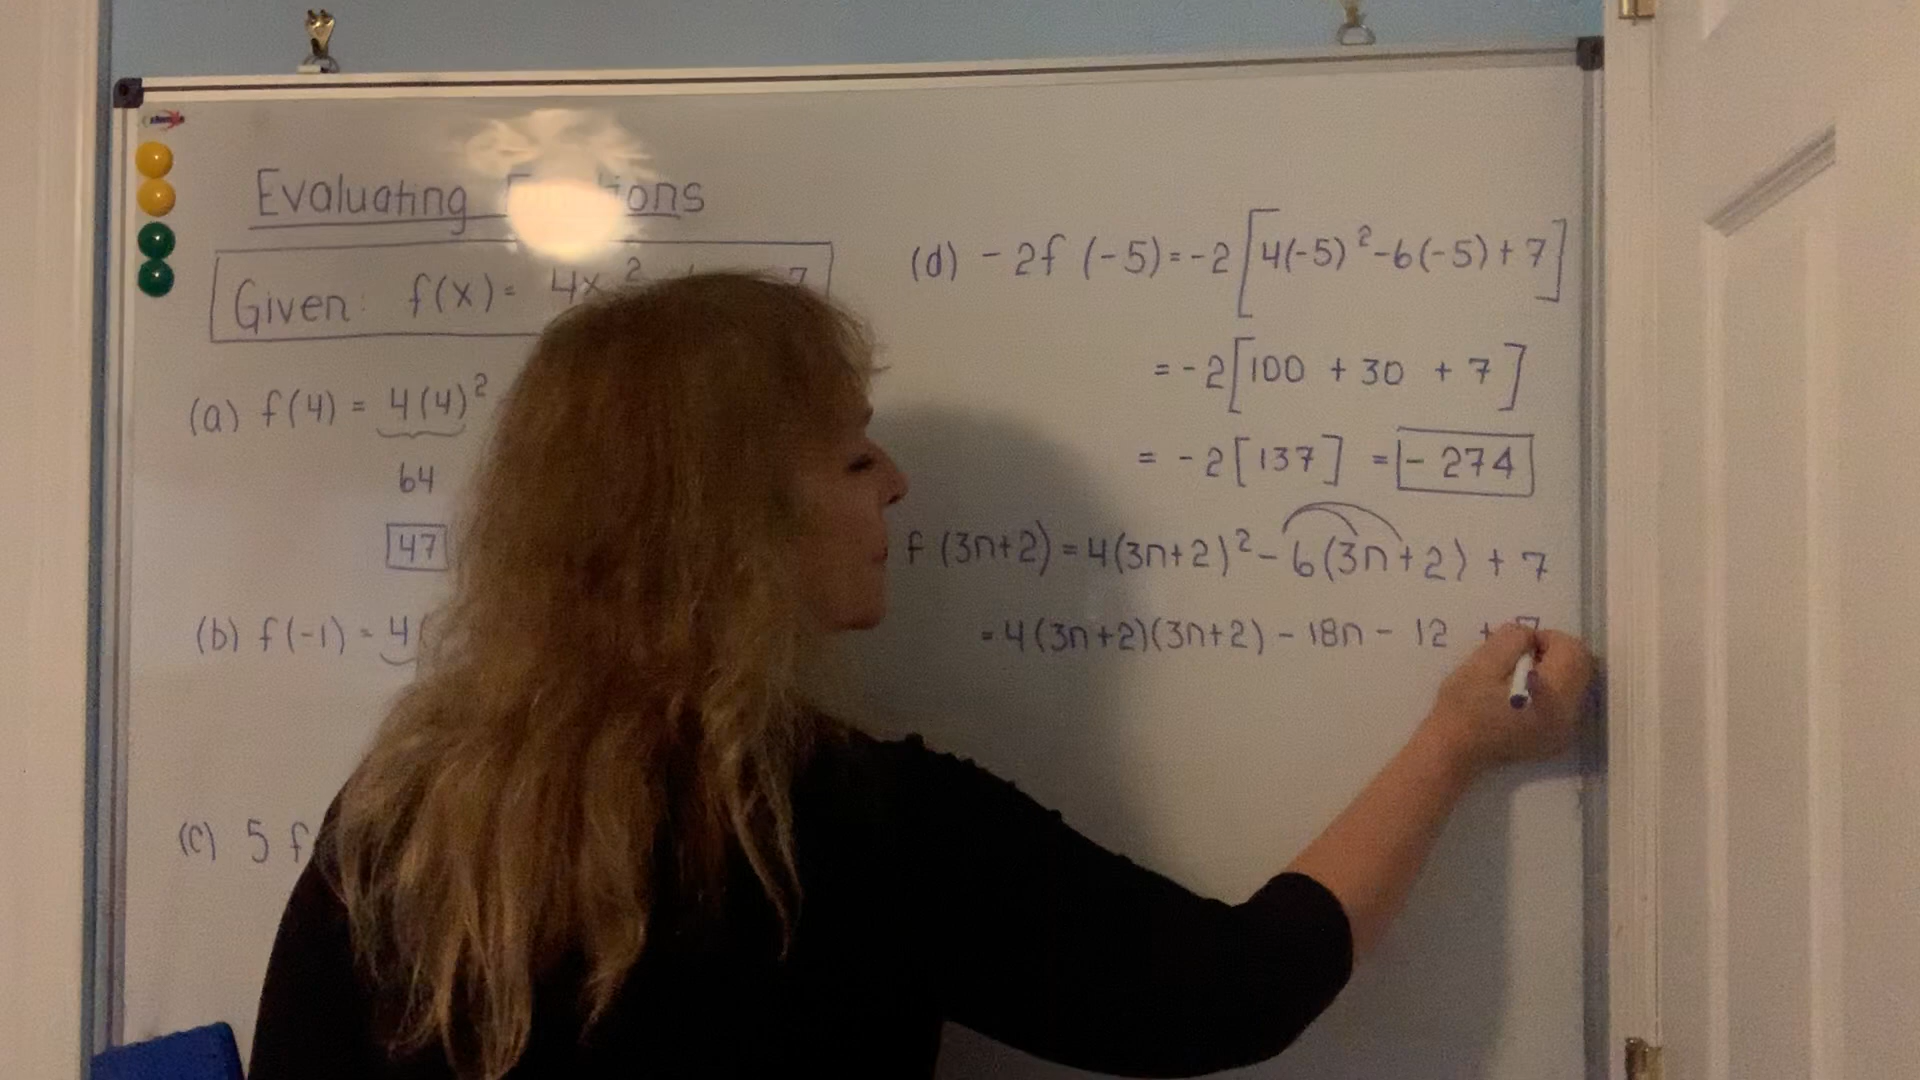 Evaluating
Given: f(x) = 4x²
(a) f(4) = 4(4)²
64
47
(b) f(-1) = 4(
(c) 5 f
(d) - 2f (-5) = -2[4(-5)² -6(-5) + 7]
= -2[100 + 30 + 7]
= -2[137] = - 274
f (3n+2) = 4(3n+2)² - 6(3n+2) + 7
= 4(3n+2)(3n+2) - 18n - 12 + 7